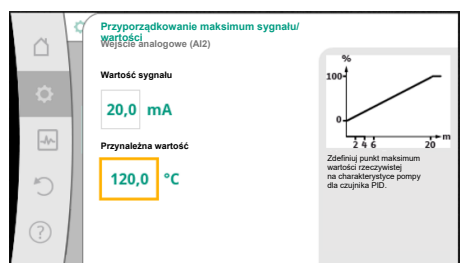 Przyporządkowanie maksimum sygnału/
wartości
Wejście analogowe (AI2)
Wartość sygnału
20,0 mA
Przynależna wartość
120,0 °C
%
100
0
2 4 6 20 m
Zdefiniuj punkt maksimum
wartości rzeczywistej
na charakterystyce pompy
dla czujnika PID.
?